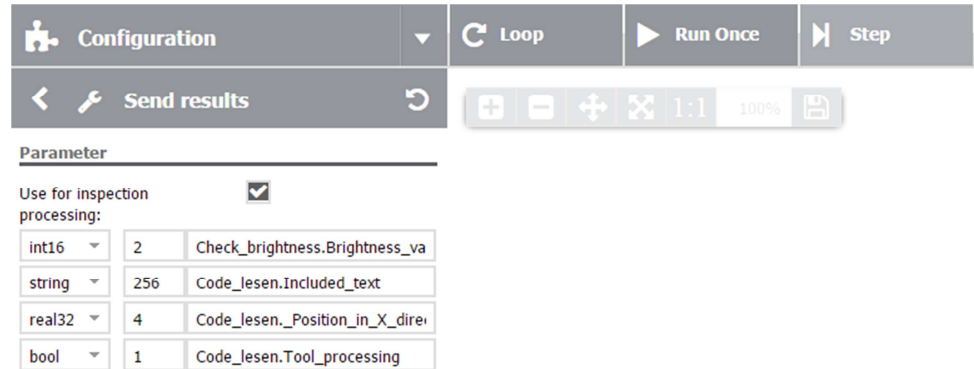 Configuration
Loop
Run Once
Step
Send results
1:1
100%
Parameter
Use for inspection
processing:
int16 2 Check_brightness.Brightness_va
string 256 Code_lesen.Included_text
real32 4 Code_lesen._Position_in_X_dire
bool 1 Code_lesen.Tool_processing